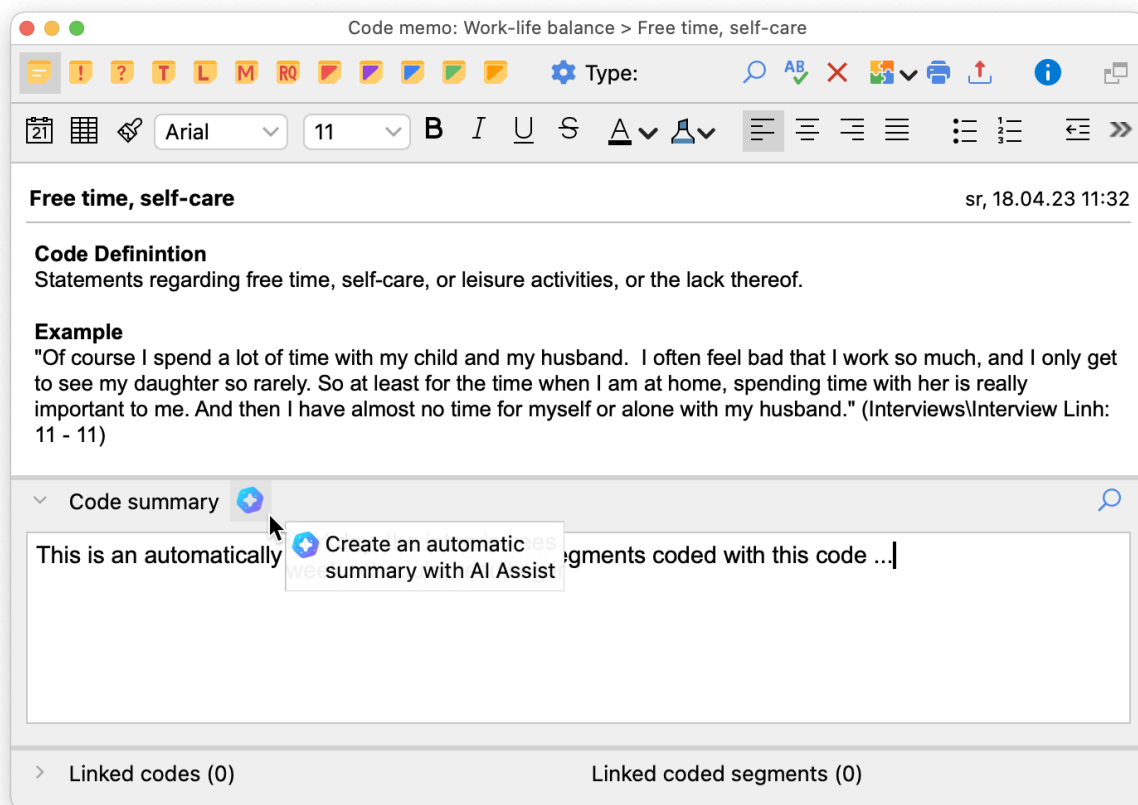 Code memo: Work-life balance > Free time, self-care
! ? T L M RQ Type: AB
21 Arial 11 B I U S A
Free time, self-care sr, 18.04.23 11:32
Code Definintion
Statements regarding free time, self-care, or leisure activities, or the lack thereof.
Example
"Of course I spend a lot of time with my child and my husband.  I often feel bad that I work so much, and I only get
to see my daughter so rarely. So at least for the time when I am at home, spending time with her is really
important to me. And then I have almost no time for myself or alone with my husband." (Interviews\Interview Linh:
11 - 11)
Code summary
This is an automatically egments coded with this code ...
Create an automatic
summary with AI Assist
Linked codes (0) Linked coded segments (0)